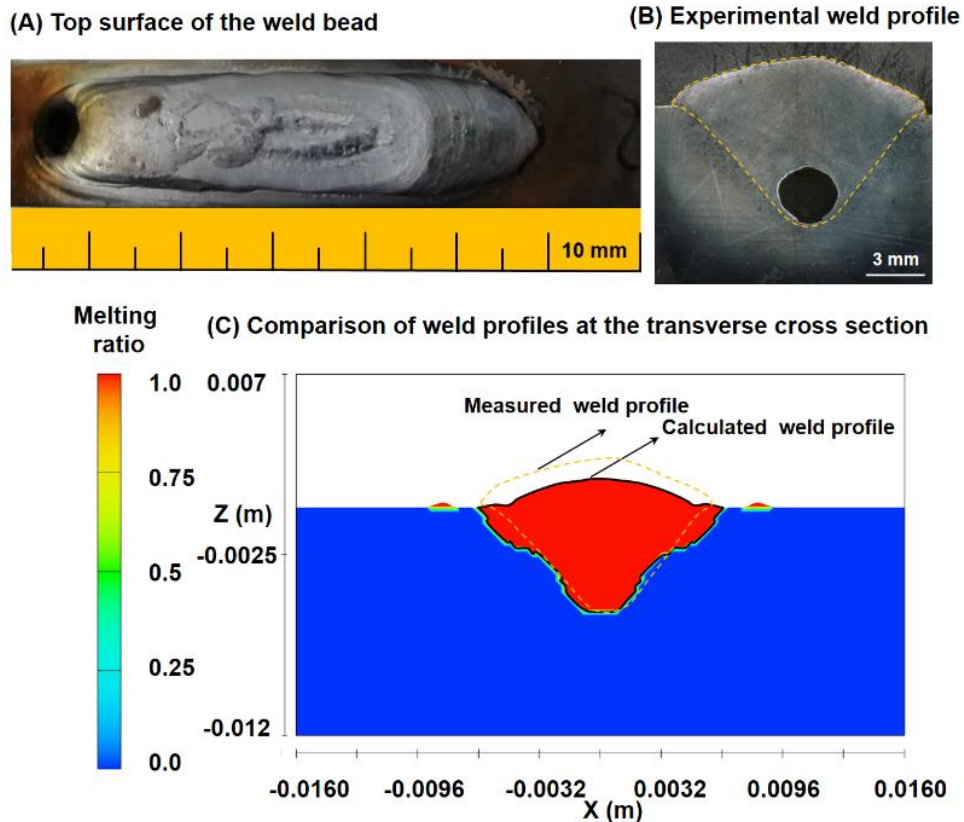 (A) Top surface of the weld bead
(B) Experimental weld profile
10 mm
3 mm
Melting
ratio
1.0
0.75
0.5
0.25
0.0
(C) Comparison of weld profiles at the transverse cross section
0.007
Z (m)
-0.0025
-0.012
Measured weld profile
Calculated weld profile
-0.0160
-0.0096
-0.0032
0.0032
0.0096
0.0160
X (m)